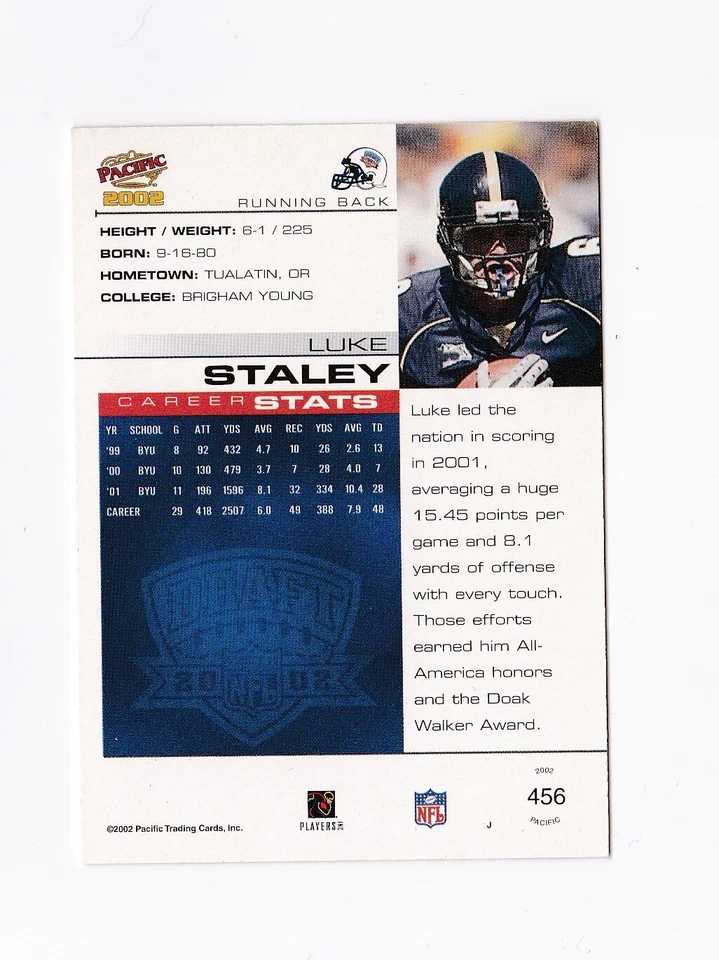 PACIFIC
2002
RUNNING BACK
HEIGHT / WEIGHT: 6-1 / 225
BORN: 9-16-80
HOMETOWN: TUALATIN, OR
COLLEGE: BRIGHAM YOUNG
LUKE
STALEY
CAREER STATS
YR SCHOOL G ATT YDS AVG REC YDS AVG TD
'99 BYU 8 92 432 4.7 10 26 2.6 13
'00 BYU 10 130 479 3.7 7 28 4.0 7
'01 BYU 11 196 1596 8.1 32 334 10.4 28
CAREER 29 418 2507 6.0 49 388 7.9 48
DRAFT
20 NFL 02
Luke led the
nation in scoring
in 2001,
averaging a huge
15.45 points per
game and 8.1
yards of offense
with every touch.
Those efforts
earned him All-
America honors
and the Doak
Walker Award.
©2002 Pacific Trading Cards, Inc.
PLAYERS INC
NFL
J
2002
456
PACIFIC